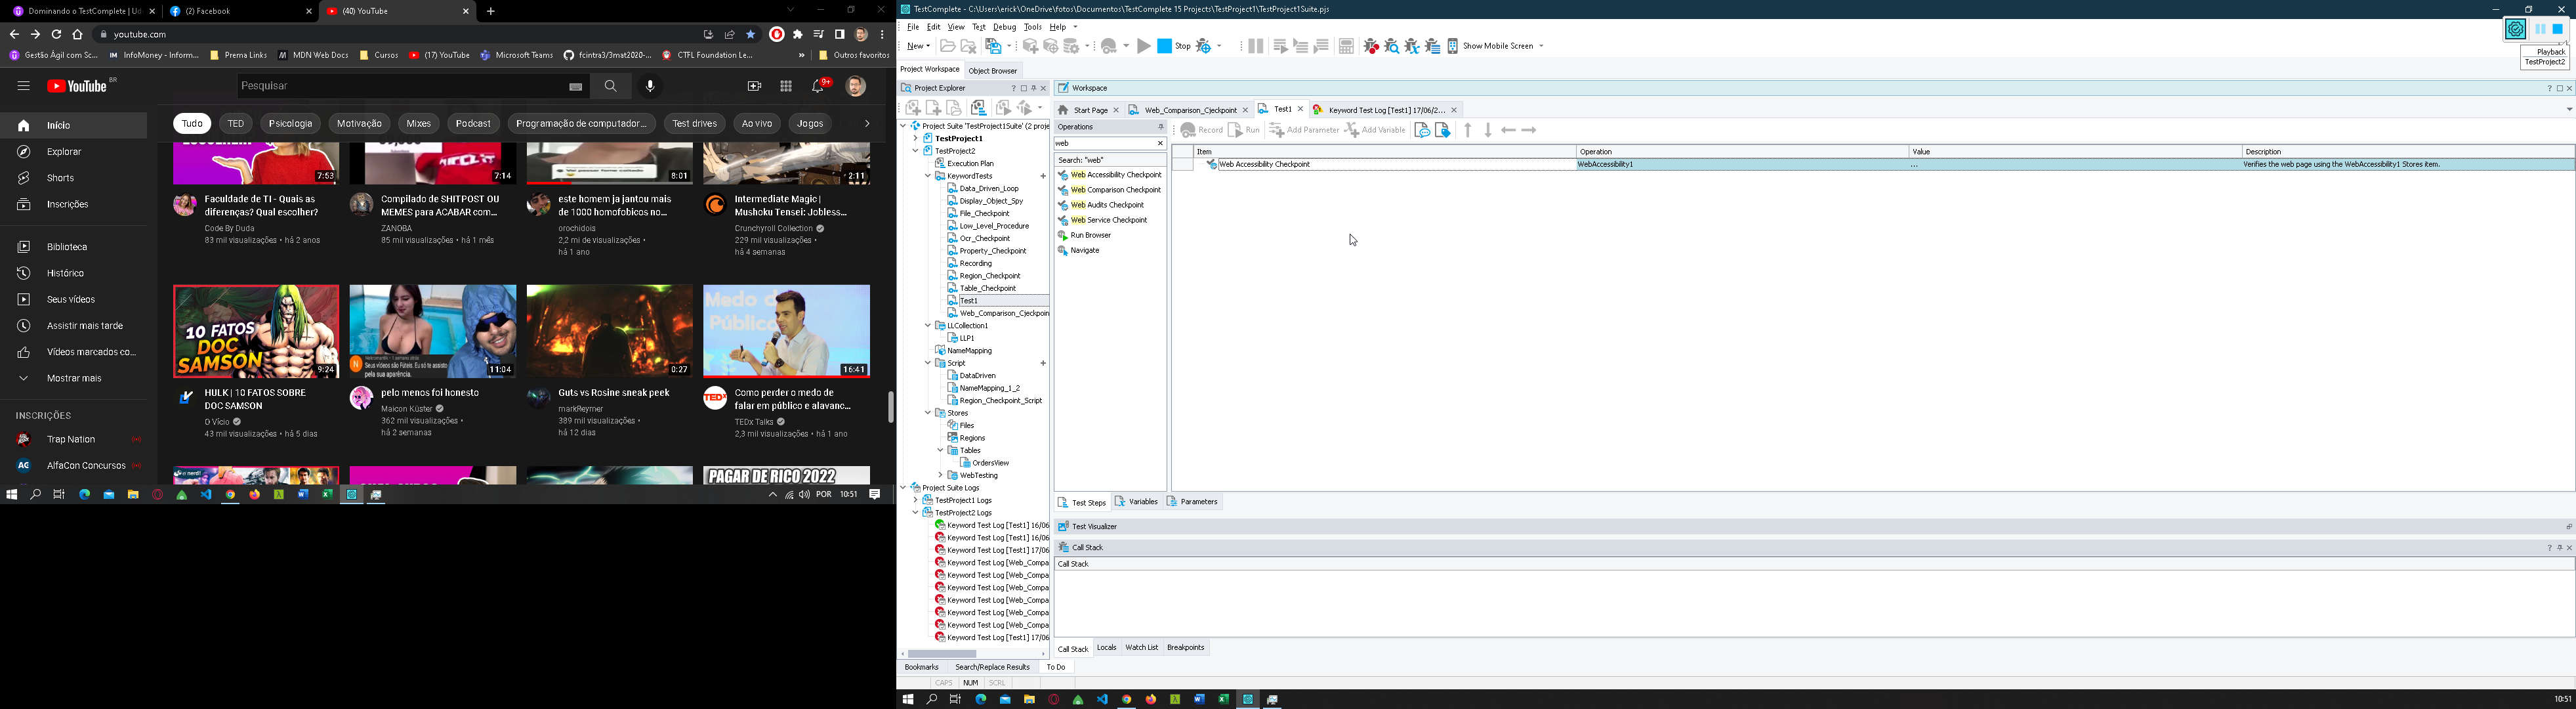 Dominando o TestComplete | Ud
(2) Facebook
(40) YouTube
youtube.com
Gestão Ágil com Sc...
InfoMoney - Inform...
Prema Links
MDN Web Docs
Cursos
(17) YouTube
Microsoft Teams
fcintra3/3mat2020-...
CTFL Foundation Le...
Outros favoritos
YouTube BR
Pesquisar
9+
Início
Explorar
Shorts
Inscrições
Biblioteca
Histórico
Seus vídeos
Assistir mais tarde
Vídeos marcados co...
Mostrar mais
INSCRIÇÕES
Trap Nation
AlfaCon Concursos
Tudo
TED
Psicologia
Motivação
Mixes
Podcast
Programação de computador...
Test drives
Ao vivo
Jogos
7:53
7:14
8:01
2:11
Faculdade de TI - Quais as
diferenças? Qual escolher?
Code By Duda
83 mil visualizações • há 2 anos
Compilado de SHITPOST OU
MEMES para ACABAR com...
ZANOBA
85 mil visualizações • há 1 mês
este homem ja jantou mais
de 1000 homofobicos no...
orochidois
2,2 mi de visualizações •
há 1 ano
Intermediate Magic |
Mushoku Tensei: Jobless...
Crunchyroll Collection
229 mil visualizações •
há 4 semanas
10 FATOS
DOC
SAMSON
9:24
11:04
0:27
Medo d
Público
16:41
HULK | 10 FATOS SOBRE
DOC SAMSON
O Vício
43 mil visualizações • há 5 dias
pelo menos foi honesto
Maicon Küster
362 mil visualizações •
há 2 semanas
Guts vs Rosine sneak peek
markReymer
389 mil visualizações •
há 12 dias
TEDx
Como perder o medo de
falar em público e alavanc...
TEDx Talks
2,3 mil visualizações • há 1 ano
PAGAR DE RICO 2022
POR
10:51
TestComplete - C:\Users\erick\OneDrive\fotos\Documentos\TestComplete 15 Projects\TestProject1\TestProject1Suite.pjs
File Edit View Test Debug Tools Help
New
Stop
Show Mobile Screen
Playback
TestProject2
Project Workspace
Object Browser
Project Explorer
Project Suite 'TestProject1Suite' (2 proje
TestProject1
TestProject2
Execution Plan
KeywordTests
Data_Driven_Loop
Display_Object_Spy
File_Checkpoint
Low_Level_Procedure
Ocr_Checkpoint
Property_Checkpoint
Recording
Region_Checkpoint
Table_Checkpoint
Test1
Web_Comparison_Cjeckpoin
LLCollection1
LLP1
NameMapping
Script
DataDriven
NameMapping_1_2
Region_Checkpoint_Script
Stores
Files
Regions
Tables
OrdersView
WebTesting
Project Suite Logs
TestProject1 Logs
TestProject2 Logs
Keyword Test Log [Test1] 16/06
Keyword Test Log [Test1] 16/06
Keyword Test Log [Test1] 17/06
Keyword Test Log [Web_Compa
Keyword Test Log [Web_Compa
Keyword Test Log [Web_Compa
Keyword Test Log [Web_Compa
Keyword Test Log [Web_Compa
Keyword Test Log [Web_Compa
Keyword Test Log [Test1] 17/06
Workspace
Start Page
Web_Comparison_Cjeckpoint
Test1
Keyword Test Log [Test1] 17/06/2...
Operations
web
Search: "web"
Web Accessibility Checkpoint
Web Comparison Checkpoint
Web Audits Checkpoint
Web Service Checkpoint
Run Browser
Navigate
Record
Run
Add Parameter
Add Variable
Item
Operation
Value
Description
Web Accessibility Checkpoint
WebAccessibility1
...
Verifies the web page using the WebAccessibility1 Stores item.
Test Steps
Variables
Parameters
Test Visualizer
Call Stack
Call Stack
Call Stack
Locals
Watch List
Breakpoints
Bookmarks
Search/Replace Results
To Do
CAPS
NUM
SCRL
10:51